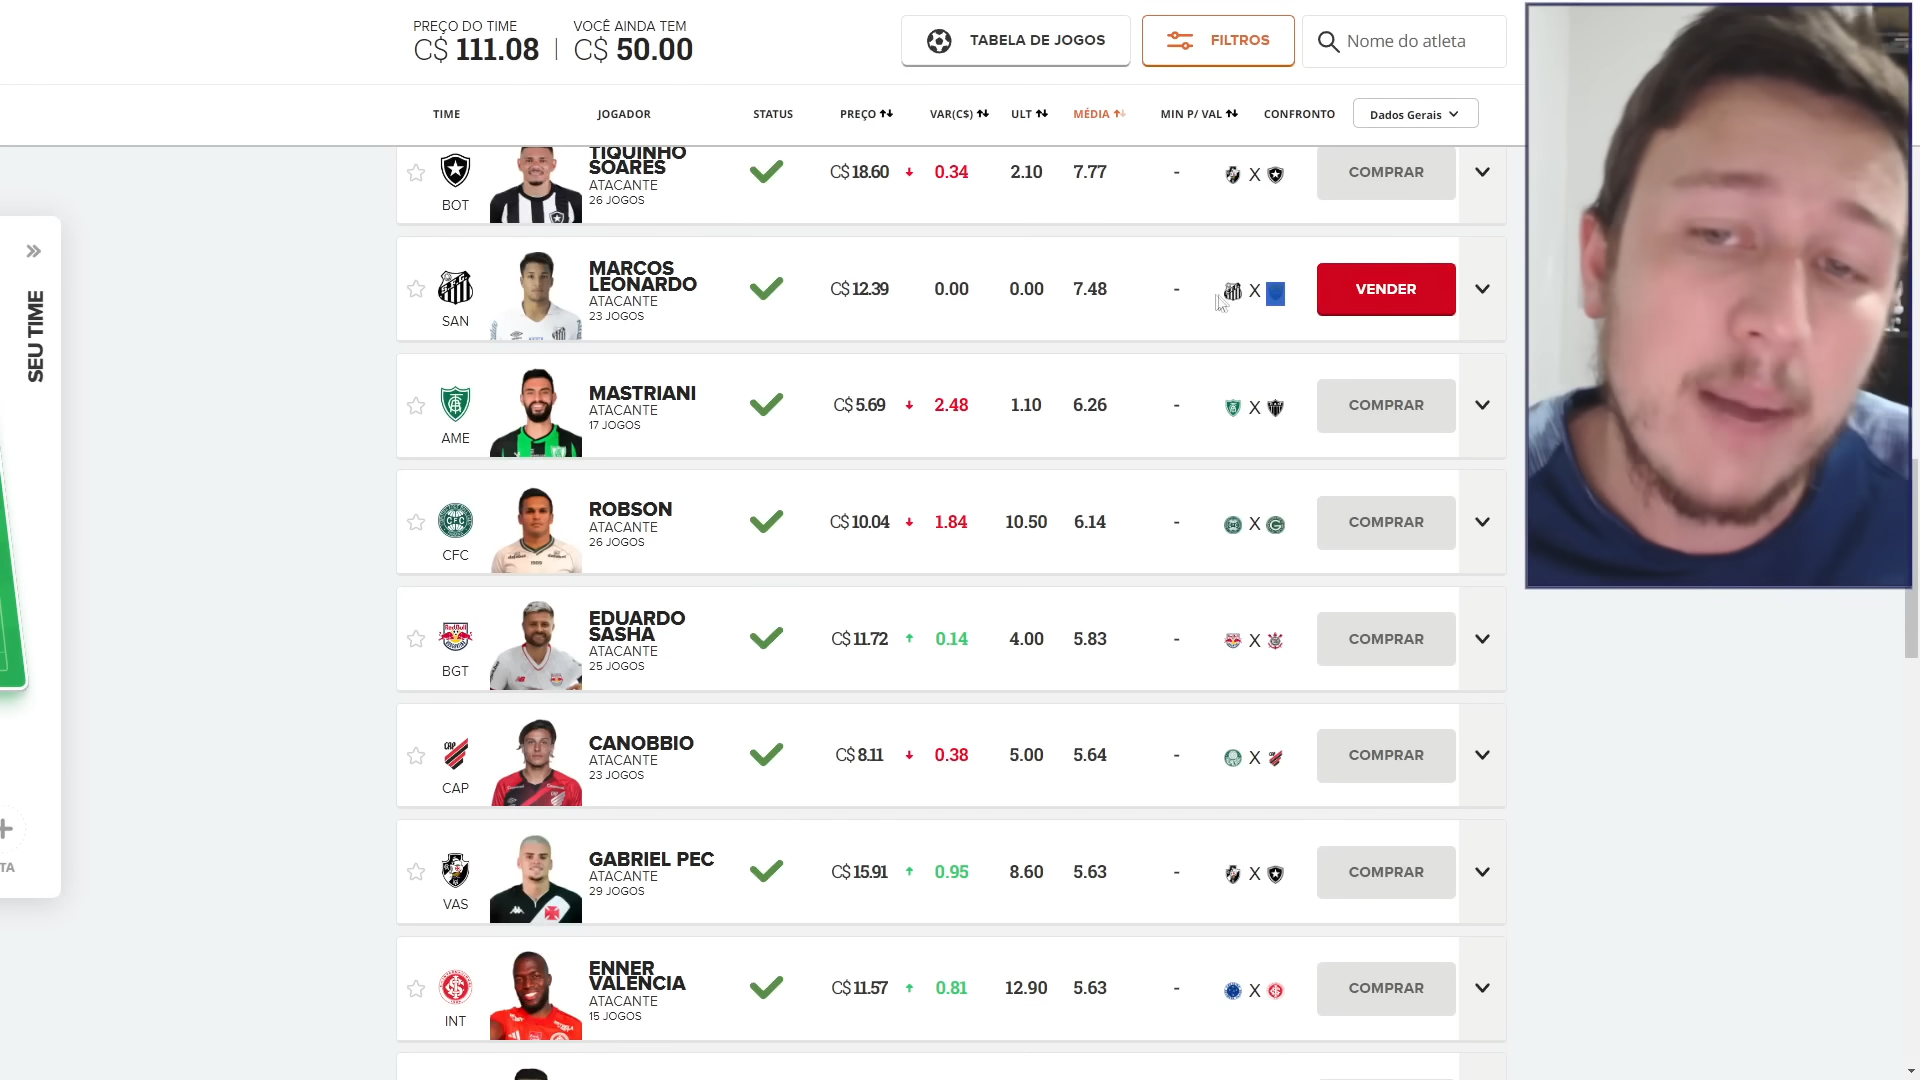 PREÇO DO TIME
VOCÊ AINDA TEM
C$ 111.08
C$ 50.00
TABELA DE JOGOS
FILTROS
Nome do atleta
TIME
JOGADOR
STATUS
PREÇO
VAR(C$)
ULT
MÉDIA
MIN P/ VAL
CONFRONTO
Dados Gerais
TIQUINHO SOARES
ATACANTE
26 JOGOS
BOT
C$ 18.60
0.34
2.10
7.77
-
X
COMPRAR
MARCOS LEONARDO
ATACANTE
23 JOGOS
SAN
C$ 12.39
0.00
0.00
7.48
-
X
VENDER
MASTRIANI
ATACANTE
17 JOGOS
AME
C$ 5.69
2.48
1.10
6.26
-
X
COMPRAR
ROBSON
ATACANTE
26 JOGOS
CFC
C$ 10.04
1.84
10.50
6.14
-
X
COMPRAR
EDUARDO SASHA
ATACANTE
25 JOGOS
BGT
C$ 11.72
0.14
4.00
5.83
-
X
COMPRAR
CANOBBIO
ATACANTE
23 JOGOS
CAP
C$ 8.11
0.38
5.00
5.64
-
X
COMPRAR
GABRIEL PEC
ATACANTE
29 JOGOS
VAS
C$ 15.91
0.95
8.60
5.63
-
X
COMPRAR
ENNER VALENCIA
ATACANTE
15 JOGOS
INT
C$ 11.57
0.81
12.90
5.63
-
X
COMPRAR
SEU TIME
TA